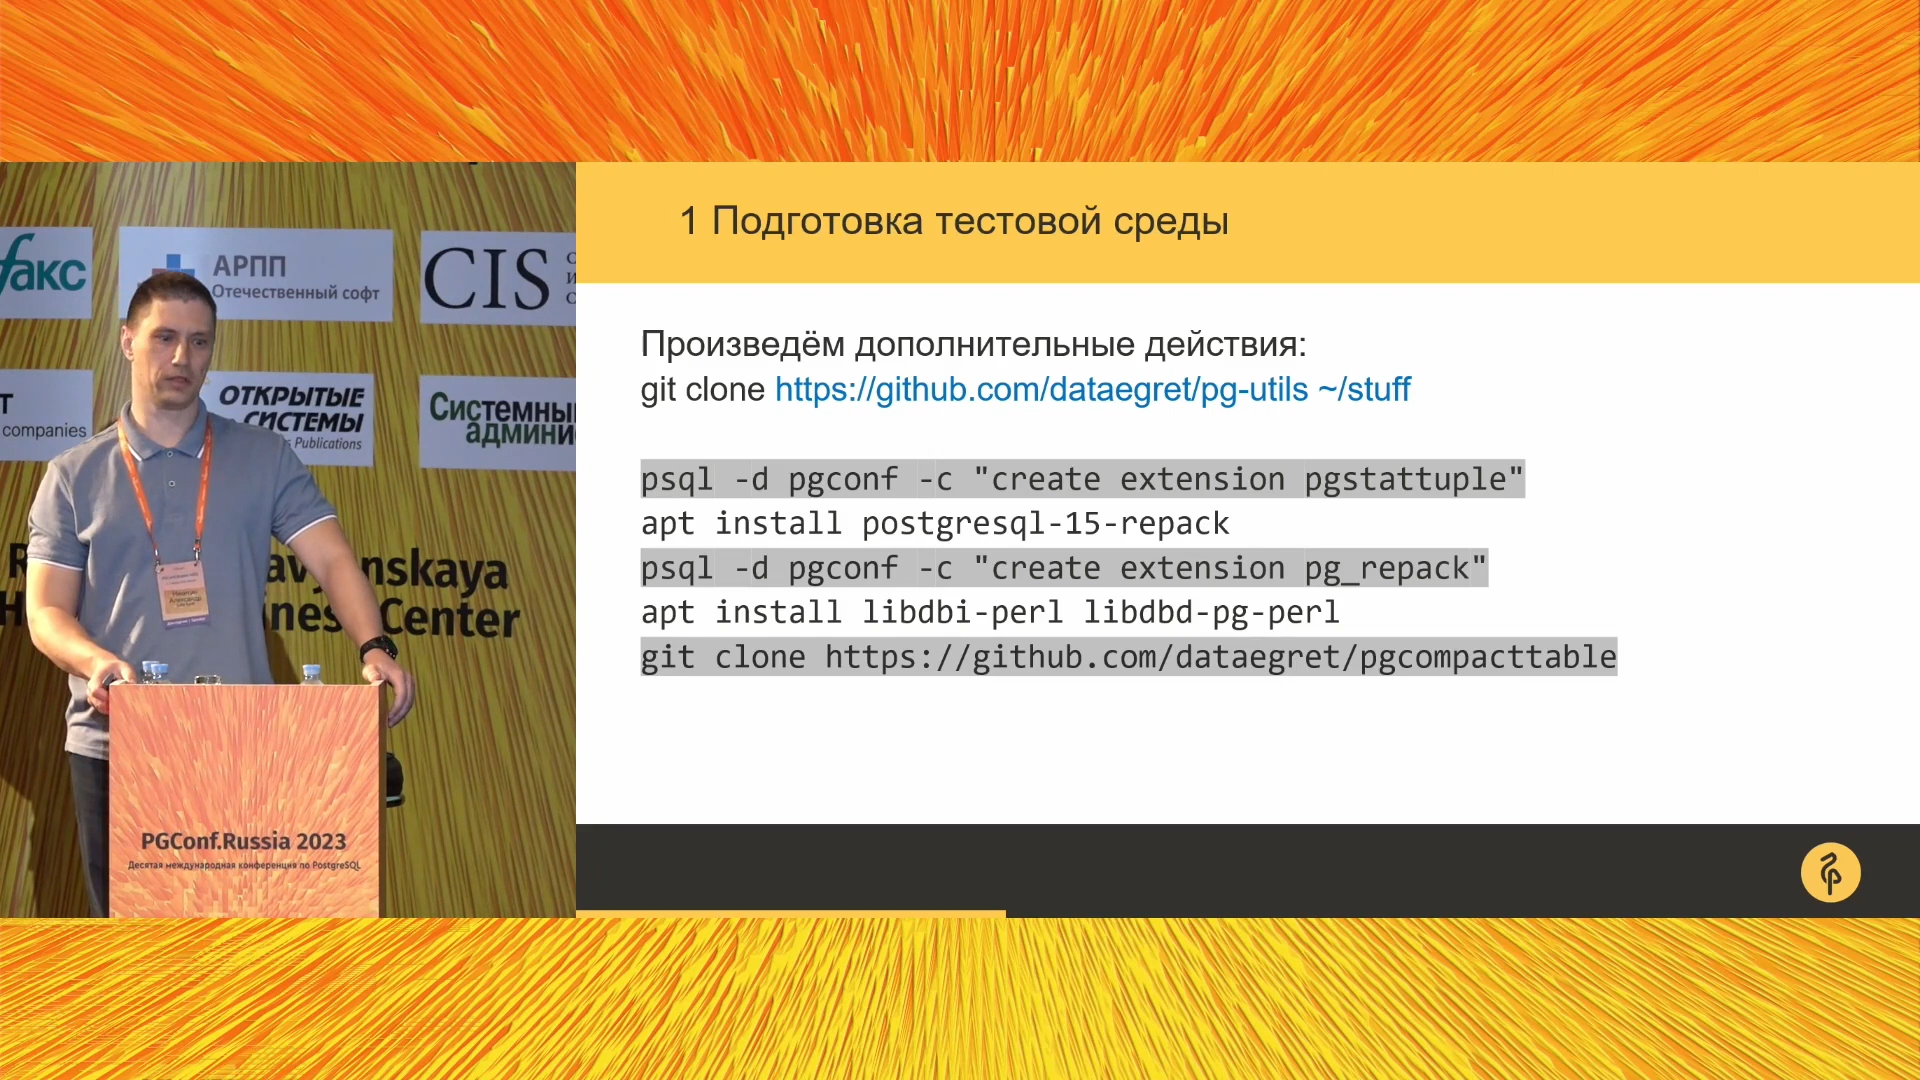 1 Подготовка тестовой среды
Произведём дополнительные действия:
git clone https://github.com/dataegret/pg-utils ~/stuff
psql -d pgconf -c "create extension pgstattuple"
apt install postgresql-15-repack
psql -d pgconf -c "create extension pg_repack"
apt install libdbi-perl libdbd-pg-perl
git clone https://github.com/dataegret/pgcompacttable
факс
АРПП
Отечественный софт
CIS
Т
companies
ОТКРЫТЫЕ
СИСТЕМЫ
Publications
Системны
админи
nskaya
Center
Александр
PGConf.Russia 2023
Десятая международная конференция по PostgreSQL